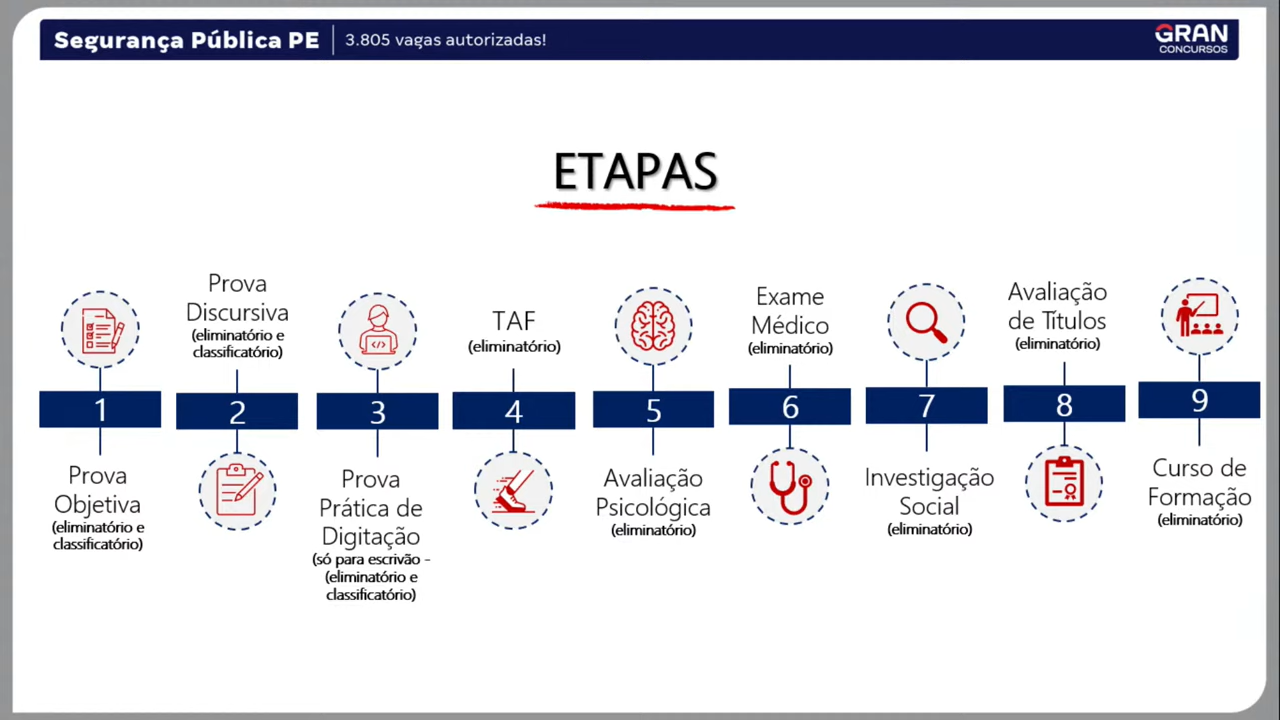 Segurança Pública PE
3.805 vagas autorizadas!
GRAN
CONCURSOS
ETAPAS
1
Prova
Objetiva
(eliminatório e
classificatório)
Prova
Discursiva
(eliminatório e
classificatório)
2
3
Prova
Prática de
Digitação
(só para escrivão -
(eliminatório e
classificatório)
TAF
(eliminatório)
4
5
Avaliação
Psicológica
(eliminatório)
Exame
Médico
(eliminatório)
6
7
Investigação
Social
(eliminatório)
Avaliação
de Títulos
(eliminatório)
8
9
Curso de
Formação
(eliminatório)